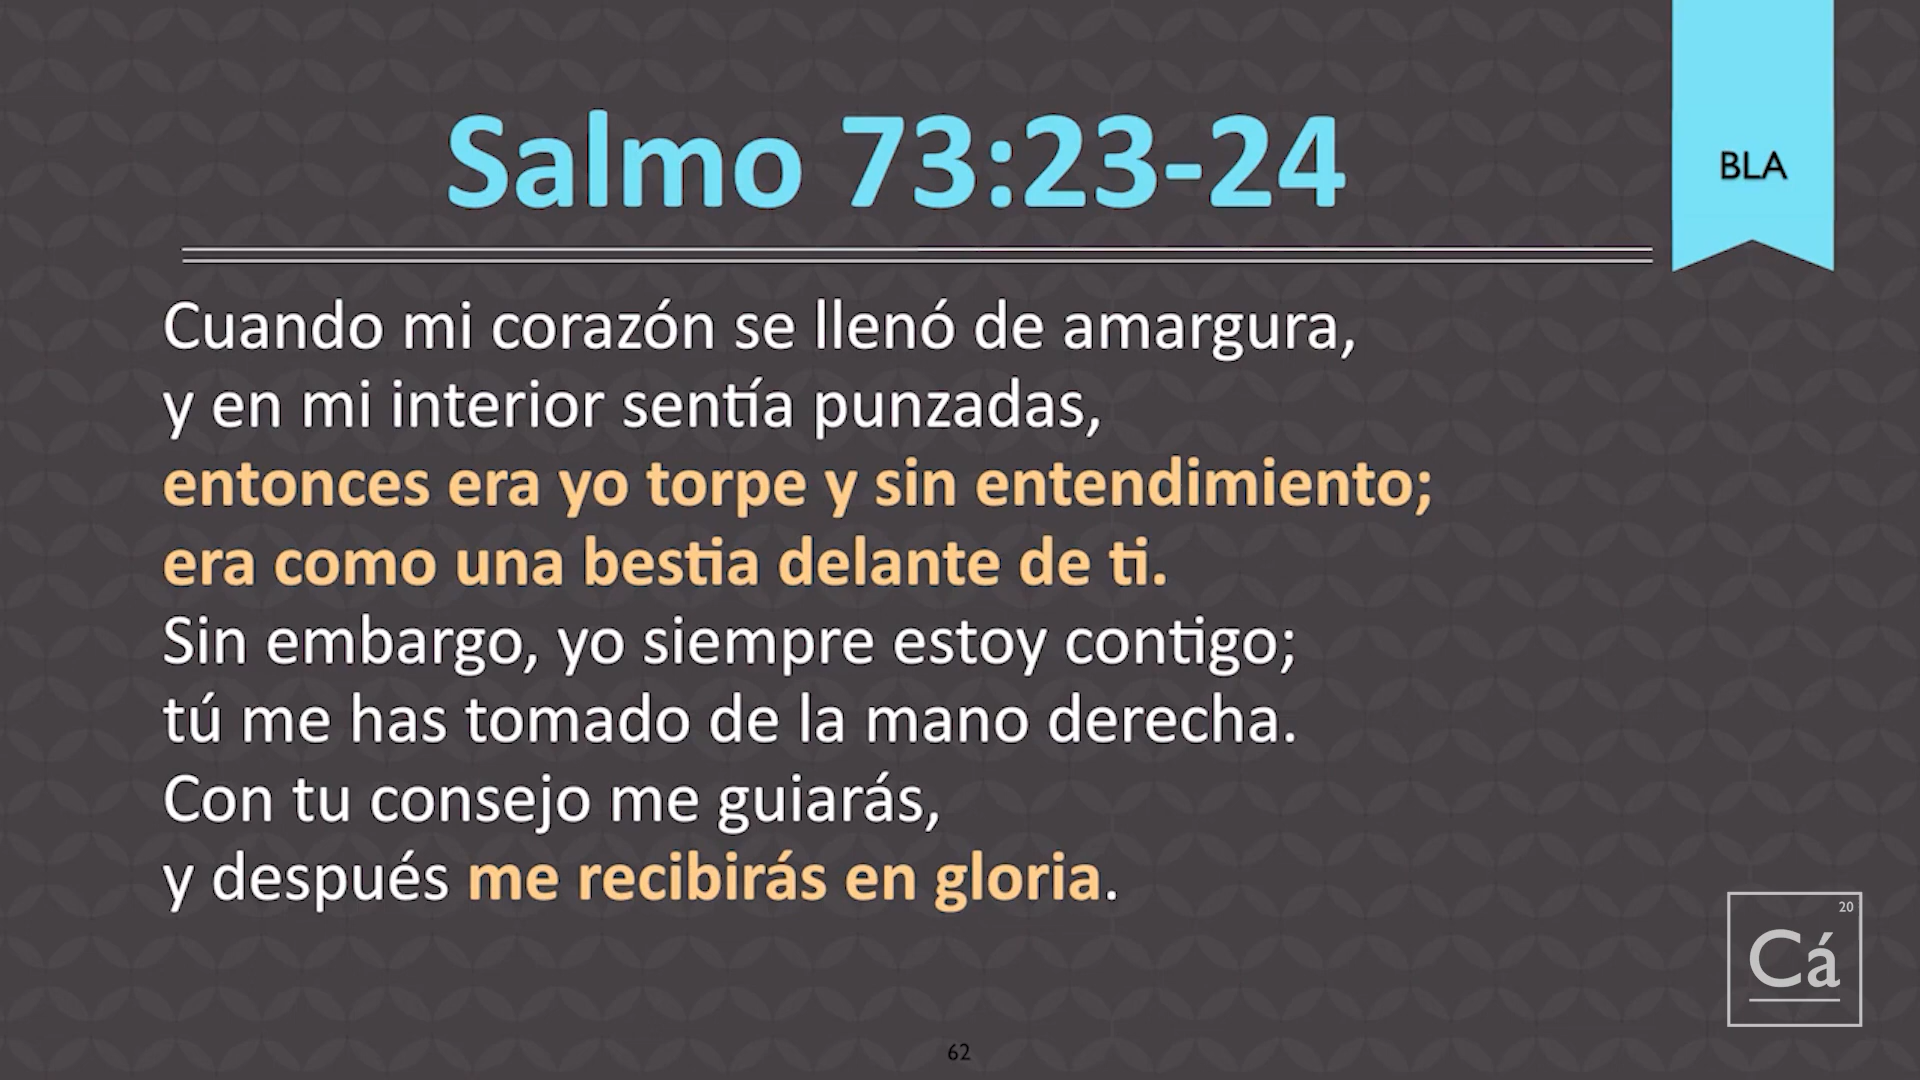 Salmo 73:23-24
BLA
Cuando mi corazón se llenó de amargura,
y en mi interior sentía punzadas,
entonces era yo torpe y sin entendimiento;
era como una bestia delante de ti.
Sin embargo, yo siempre estoy contigo;
tú me has tomado de la mano derecha.
Con tu consejo me guiarás,
y después me recibirás en gloria.
20
Cá
62